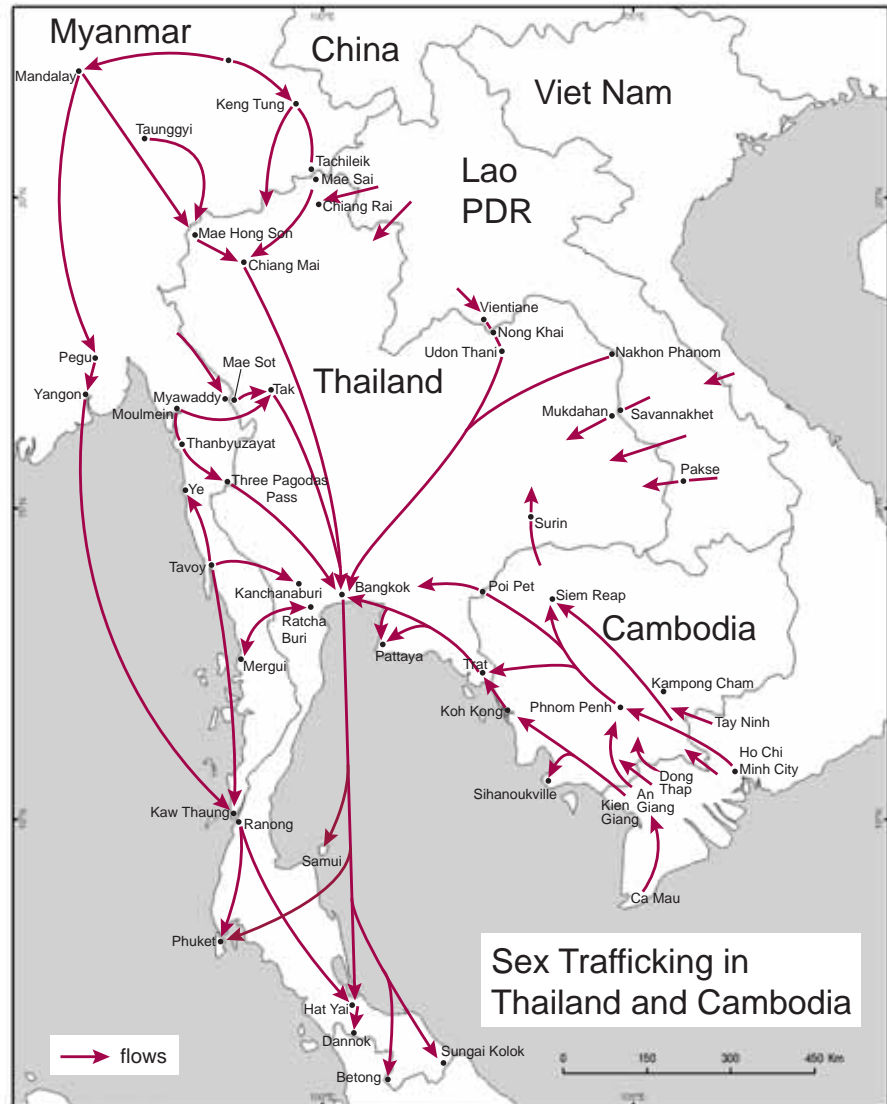 100°E
105°E
Myanmar
China
Viet Nam
Mandalay
Keng Tung
Taunggyi
Tachileik
Mae Sai
Chiang Rai
Lao
PDR
20°N
Mae Hong Son
Chiang Mai
Vientiane
Nong Khai
Udon Thani
Nakhon Phanom
Pegu
Mae Sot
Thailand
Yangon
Myawaddy
Tak
Moulmein
Mukdahan
Savannakhet
Thanbyuzayat
Pakse
Ye
Three Pagodas
Pass
Surin
Tavoy
Kanchanaburi
Bangkok
Poi Pet
Siem Reap
Ratcha
Buri
Cambodia
Pattaya
Mergui
Trat
Kampong Cham
Koh Kong
Phnom Penh
Tay Ninh
Ho Chi
Minh City
Sihanoukville
Dong
Thap
An
Giang
Kien
Giang
Kaw Thaung
Ranong
10°N
Samui
Ca Mau
Phuket
Sex Trafficking in
Thailand and Cambodia
Hat Yai
Dannok
Sungai Kolok
Betong
flows
0 150 300 450 Km
100°E